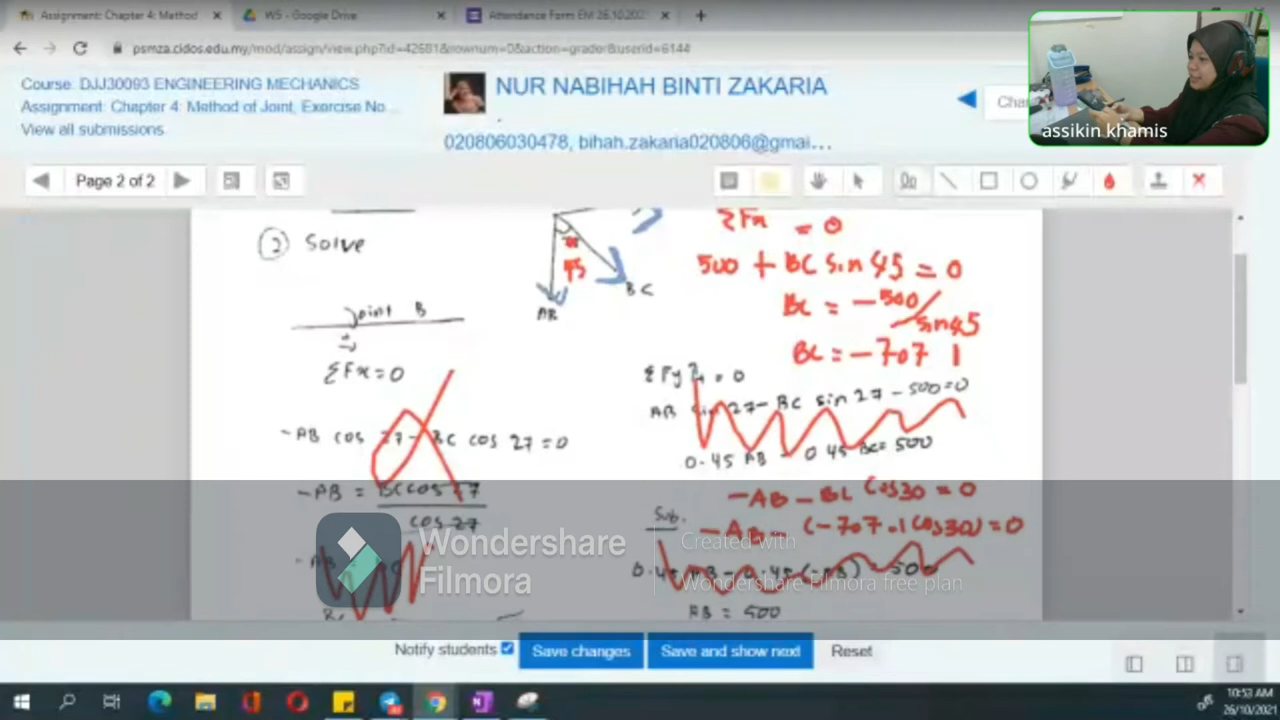 Assignment: Chapter 4: Method
W5 - Google Drive
Attendance Form EM 26.10.202
psmza.cidos.edu.my/mod/assign/view.php?id=42681&rownum=0&action=grader&userid=6144
Course: DJJ30093 ENGINEERING MECHANICS
Assignment: Chapter 4: Method of Joint, Exercise No...
View all submissions
NUR NABIHAH BINTI ZAKARIA
020806030478, bihah.zakaria020806@gmai...
Cha
assikin khamis
Page 2 of 2
② Solve
45
AB
BC
ΣFx = 0
500 + BC sin 45 = 0
BC = -500/sin45
BC = -707 1
Joint B
ΣFx=0
-AB cos 27 - BC cos 27 = 0
-AB = BC cos 27
cos 27
ΣFy = 0
AB sin 27 - BC sin 27 - 500 = 0
0.45 AB - 0.45 BC = 500
-AB - BC cos30 = 0
Sub.
-AB - (-707.1 cos30) = 0
AB = 500
Wondershare
Filmora
Created with
Wondershare Filmora free plan
Notify students
Save changes
Save and show next
Reset
10:53 AM
26/10/2021